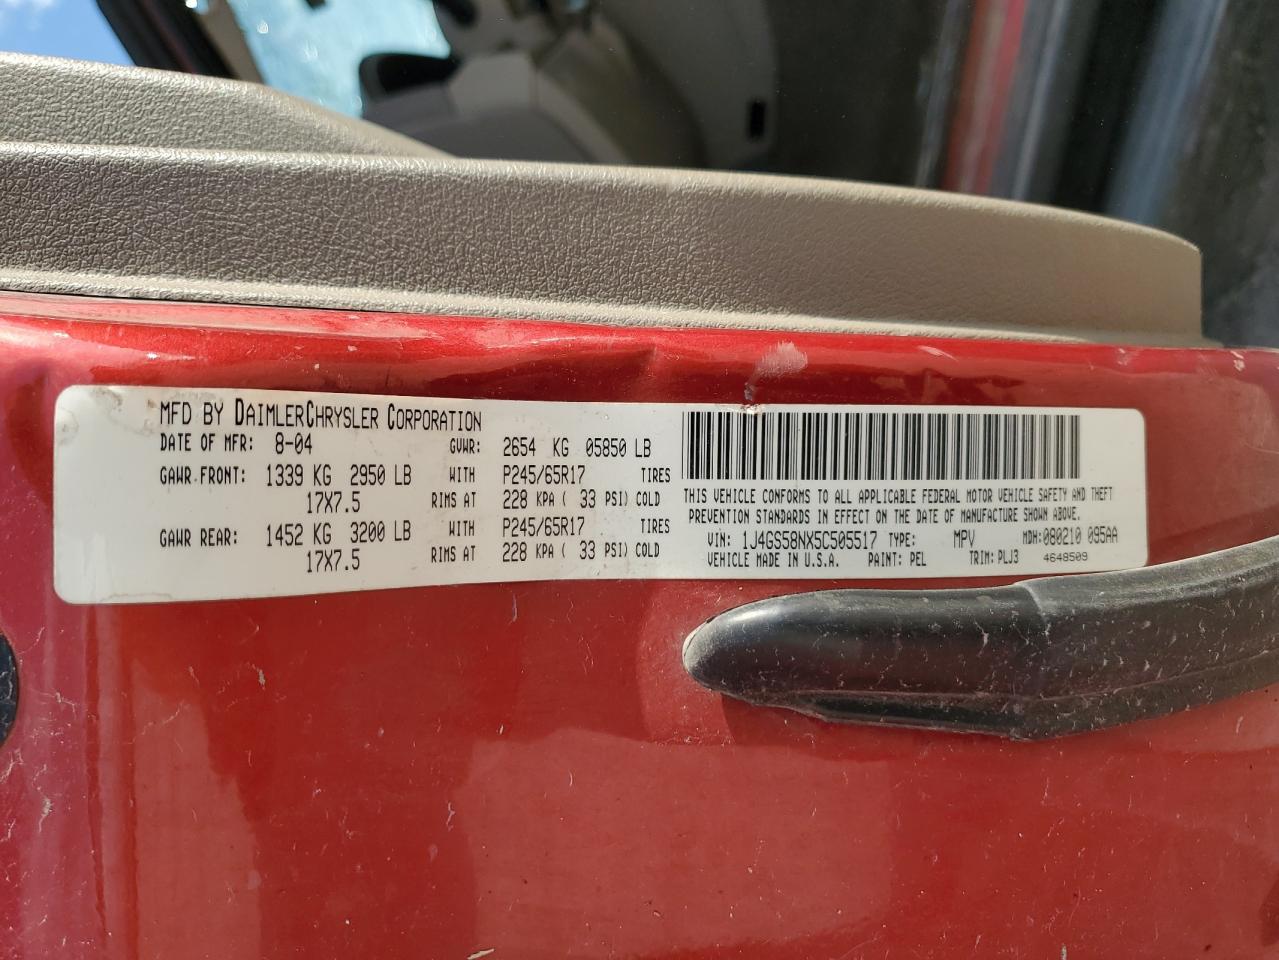 MFD BY DAIMLERCHRYSLER CORPORATION
DATE OF MFR: 8-04 GVWR: 2654 KG 05850 LB
GAWR FRONT: 1339 KG 2950 LB WITH P245/65R17 TIRES
17X7.5 RIMS AT 228 KPA ( 33 PSI) COLD
GAWR REAR: 1452 KG 3200 LB WITH P245/65R17 TIRES
17X7.5 RIMS AT 228 KPA ( 33 PSI) COLD
THIS VEHICLE CONFORMS TO ALL APPLICABLE FEDERAL MOTOR VEHICLE SAFETY AND THEFT
PREVENTION STANDARDS IN EFFECT ON THE DATE OF MANUFACTURE SHOWN ABOVE.
VIN: 1J4GS58NX5C505517 TYPE: MPV MDH: 080210 095AA
VEHICLE MADE IN U.S.A. PAINT: PEL TRIM: PLJ3 4648509